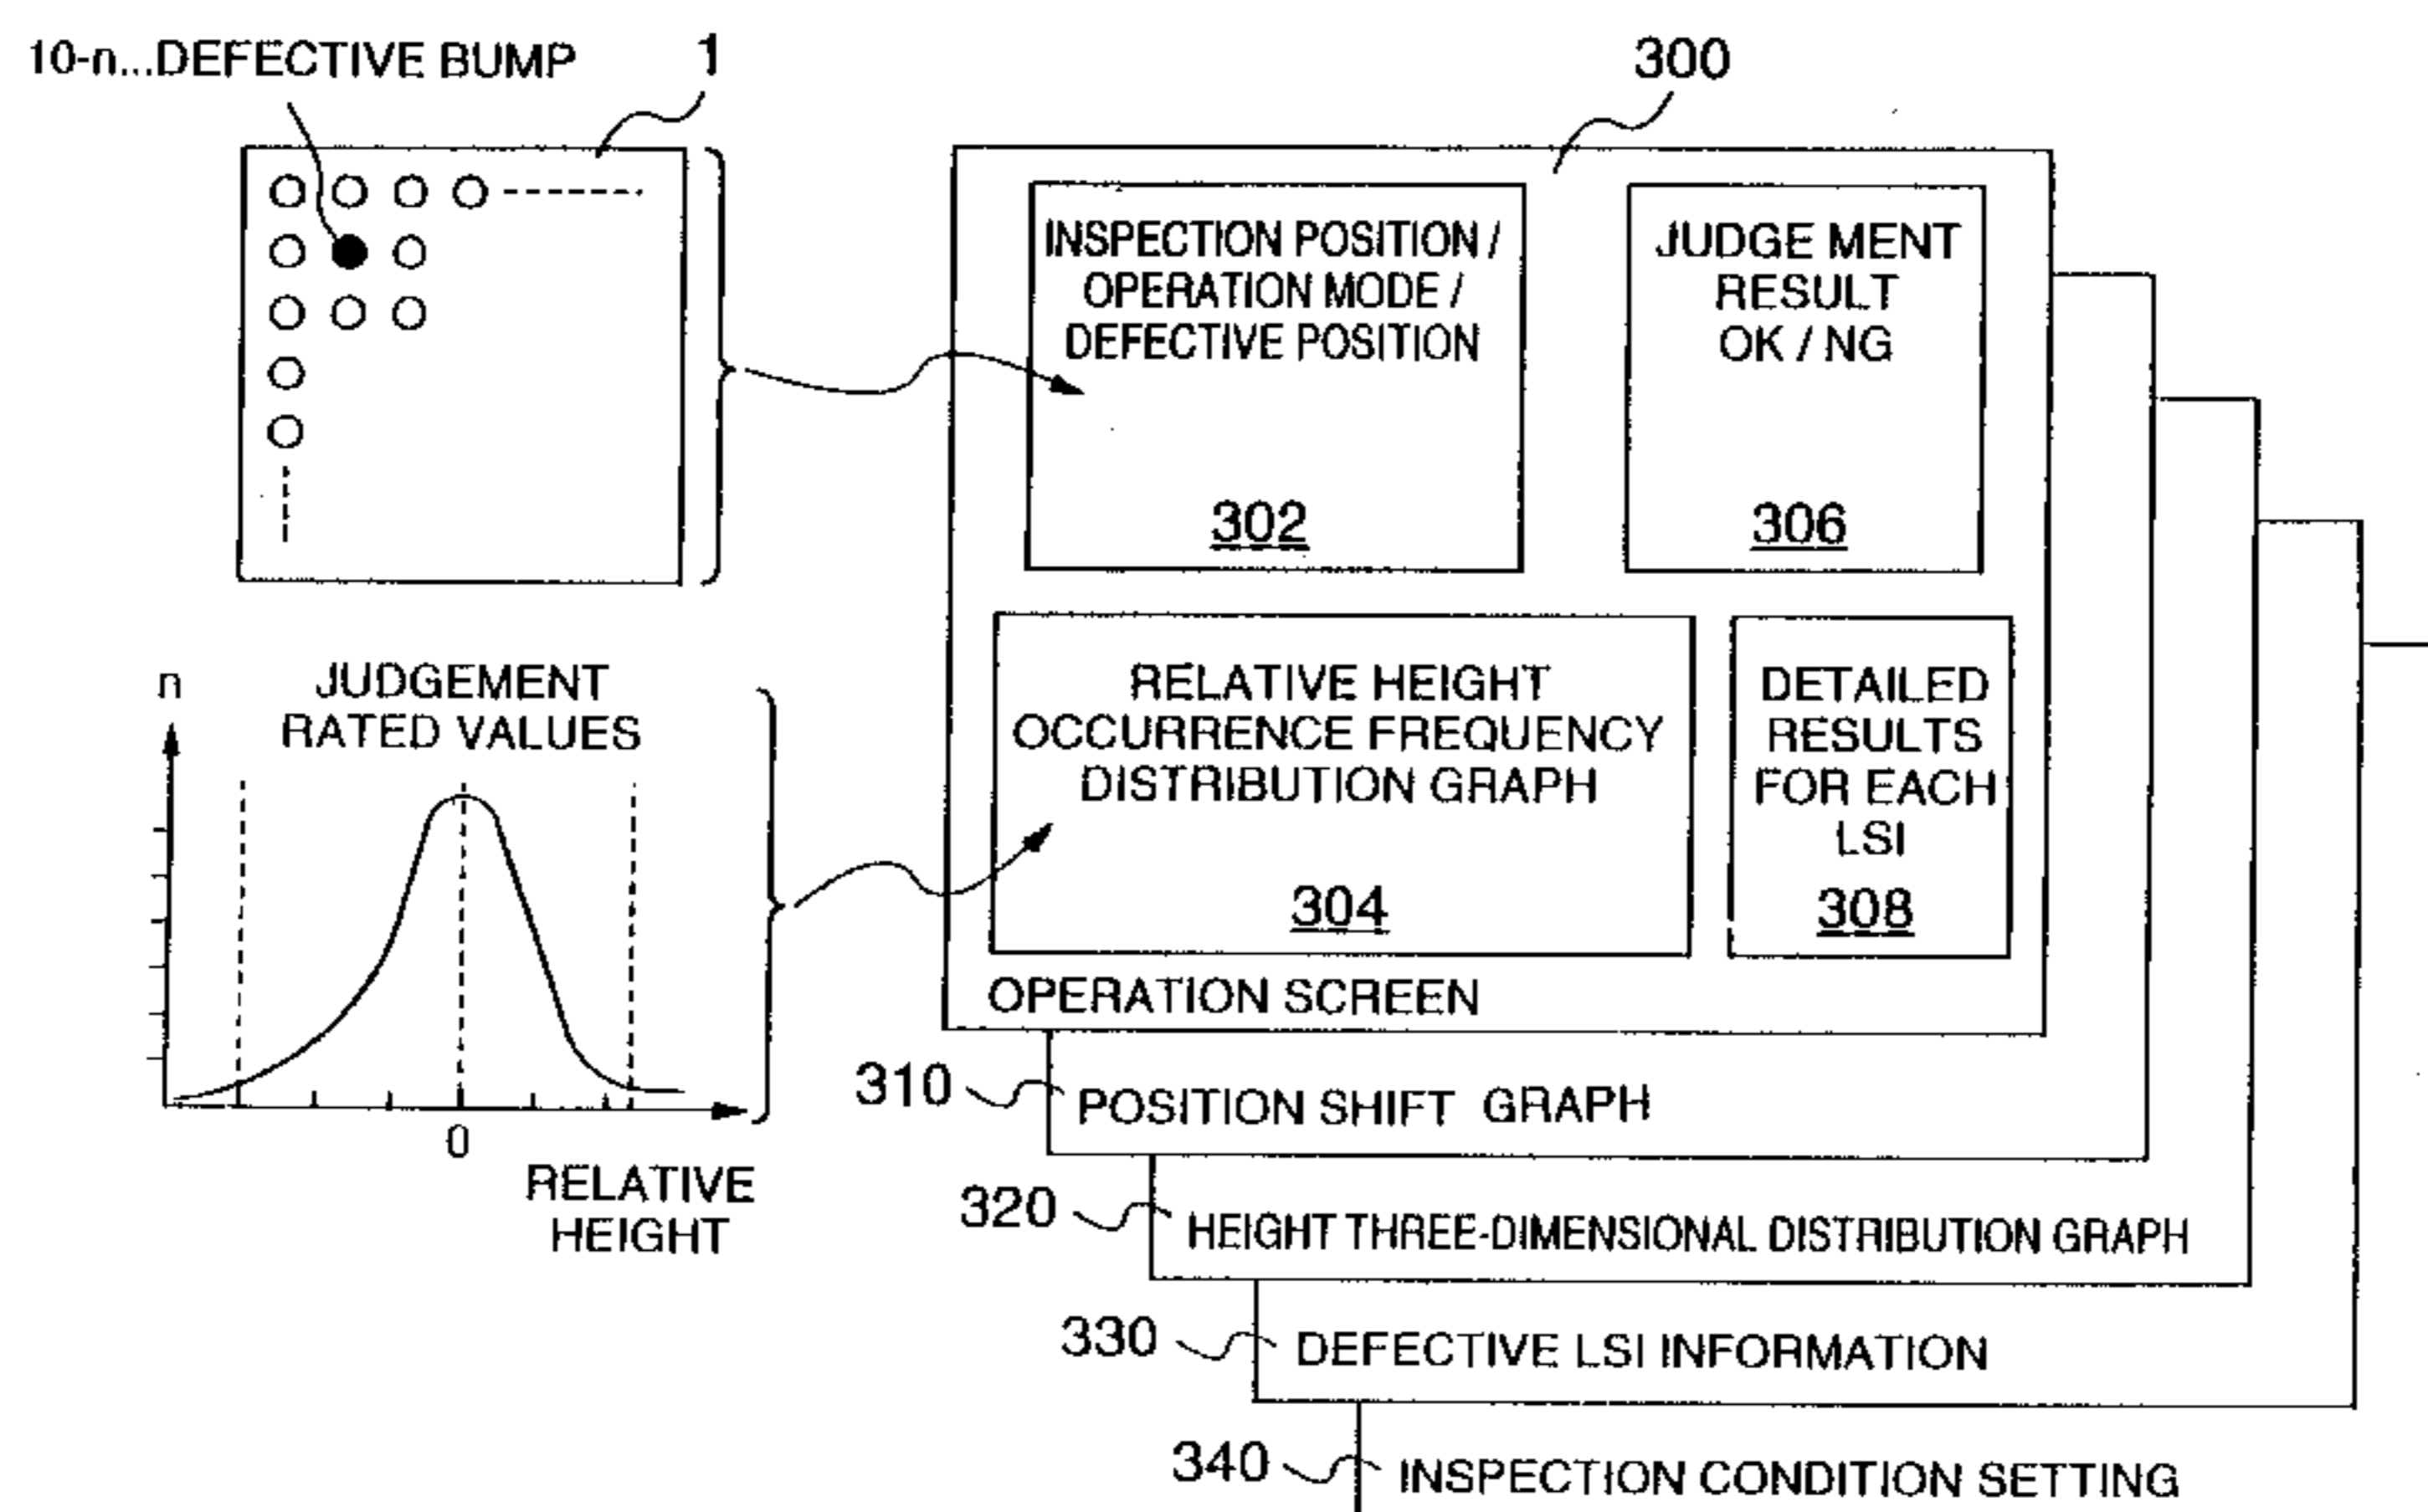 10-n...DEFECTIVE BUMP
1
300
INSPECTION POSITION /
OPERATION MODE /
DEFECTIVE POSITION
302
JUDGE MENT
RESULT
OK / NG
306
n
JUDGEMENT
RATED VALUES
0
RELATIVE
HEIGHT
RELATIVE HEIGHT
OCCURRENCE FREQUENCY
DISTRIBUTION GRAPH
304
DETAILED
RESULTS
FOR EACH
LSI
308
OPERATION SCREEN
310
POSITION SHIFT GRAPH
320
HEIGHT THREE-DIMENSIONAL DISTRIBUTION GRAPH
330
DEFECTIVE LSI INFORMATION
340
INSPECTION CONDITION SETTING